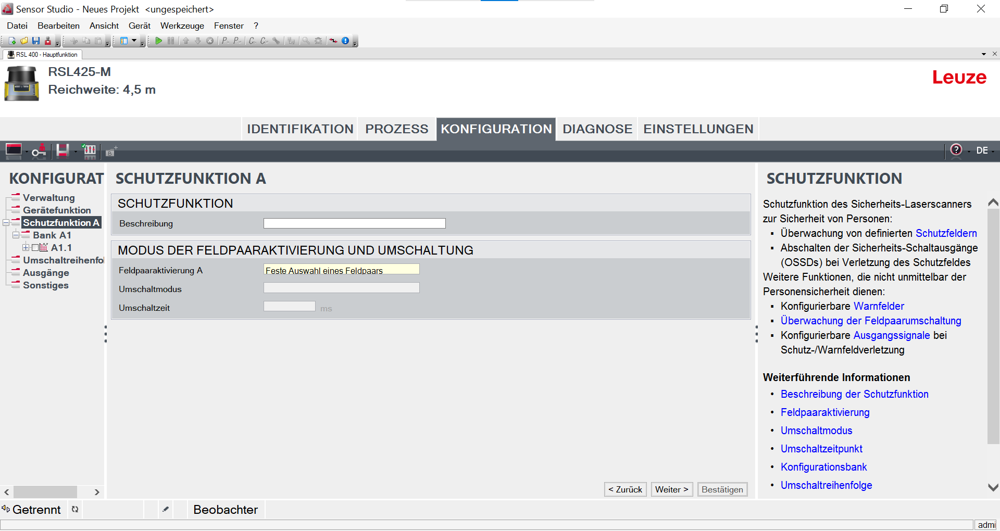 Sensor Studio - Neues Projekt <ungespeichert>
Datei Bearbeiten Ansicht Gerät Werkzeuge Fenster ?
RSL 400 - Hauptfunktion
RSL425-M
Reichweite: 4,5 m
Leuze
IDENTIFIKATION PROZESS KONFIGURATION DIAGNOSE EINSTELLUNGEN
DE
KONFIGURAT
Verwaltung
Gerätefunktion
Schutzfunktion A
Bank A1
A1.1
Umschaltreihenfol
Ausgänge
Sonstiges
SCHUTZFUNKTION A
SCHUTZFUNKTION
Beschreibung
MODUS DER FELDPAARAKTIVIERUNG UND UMSCHALTUNG
Feldpaaraktivierung A Feste Auswahl eines Feldpaars
Umschaltmodus
Umschaltzeit ms
< Zurück Weiter > Bestätigen
SCHUTZFUNKTION
Schutzfunktion des Sicherheits-Laserscanners
zur Sicherheit von Personen:
▪ Überwachung von definierten Schutzfeldern
▪ Abschalten der Sicherheits-Schaltausgänge
(OSSDs) bei Verletzung des Schutzfeldes
Weitere Funktionen, die nicht unmittelbar der
Personensicherheit dienen:
▪ Konfigurierbare Warnfelder
▪ Überwachung der Feldpaarumschaltung
▪ Konfigurierbare Ausgangssignale bei
Schutz-/Warnfeldverletzung
Weiterführende Informationen
• Beschreibung der Schutzfunktion
• Feldpaaraktivierung
• Umschaltmodus
• Umschaltzeitpunkt
• Konfigurationsbank
• Umschaltreihenfolge
Getrennt Beobachter
admi